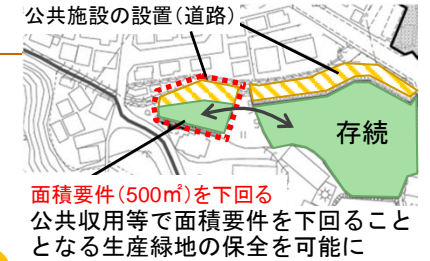 公共施設の設置(道路)
存続
面積要件(500㎡)を下回る
公共収用等で面積要件を下回ること
となる生産緑地の保全を可能に